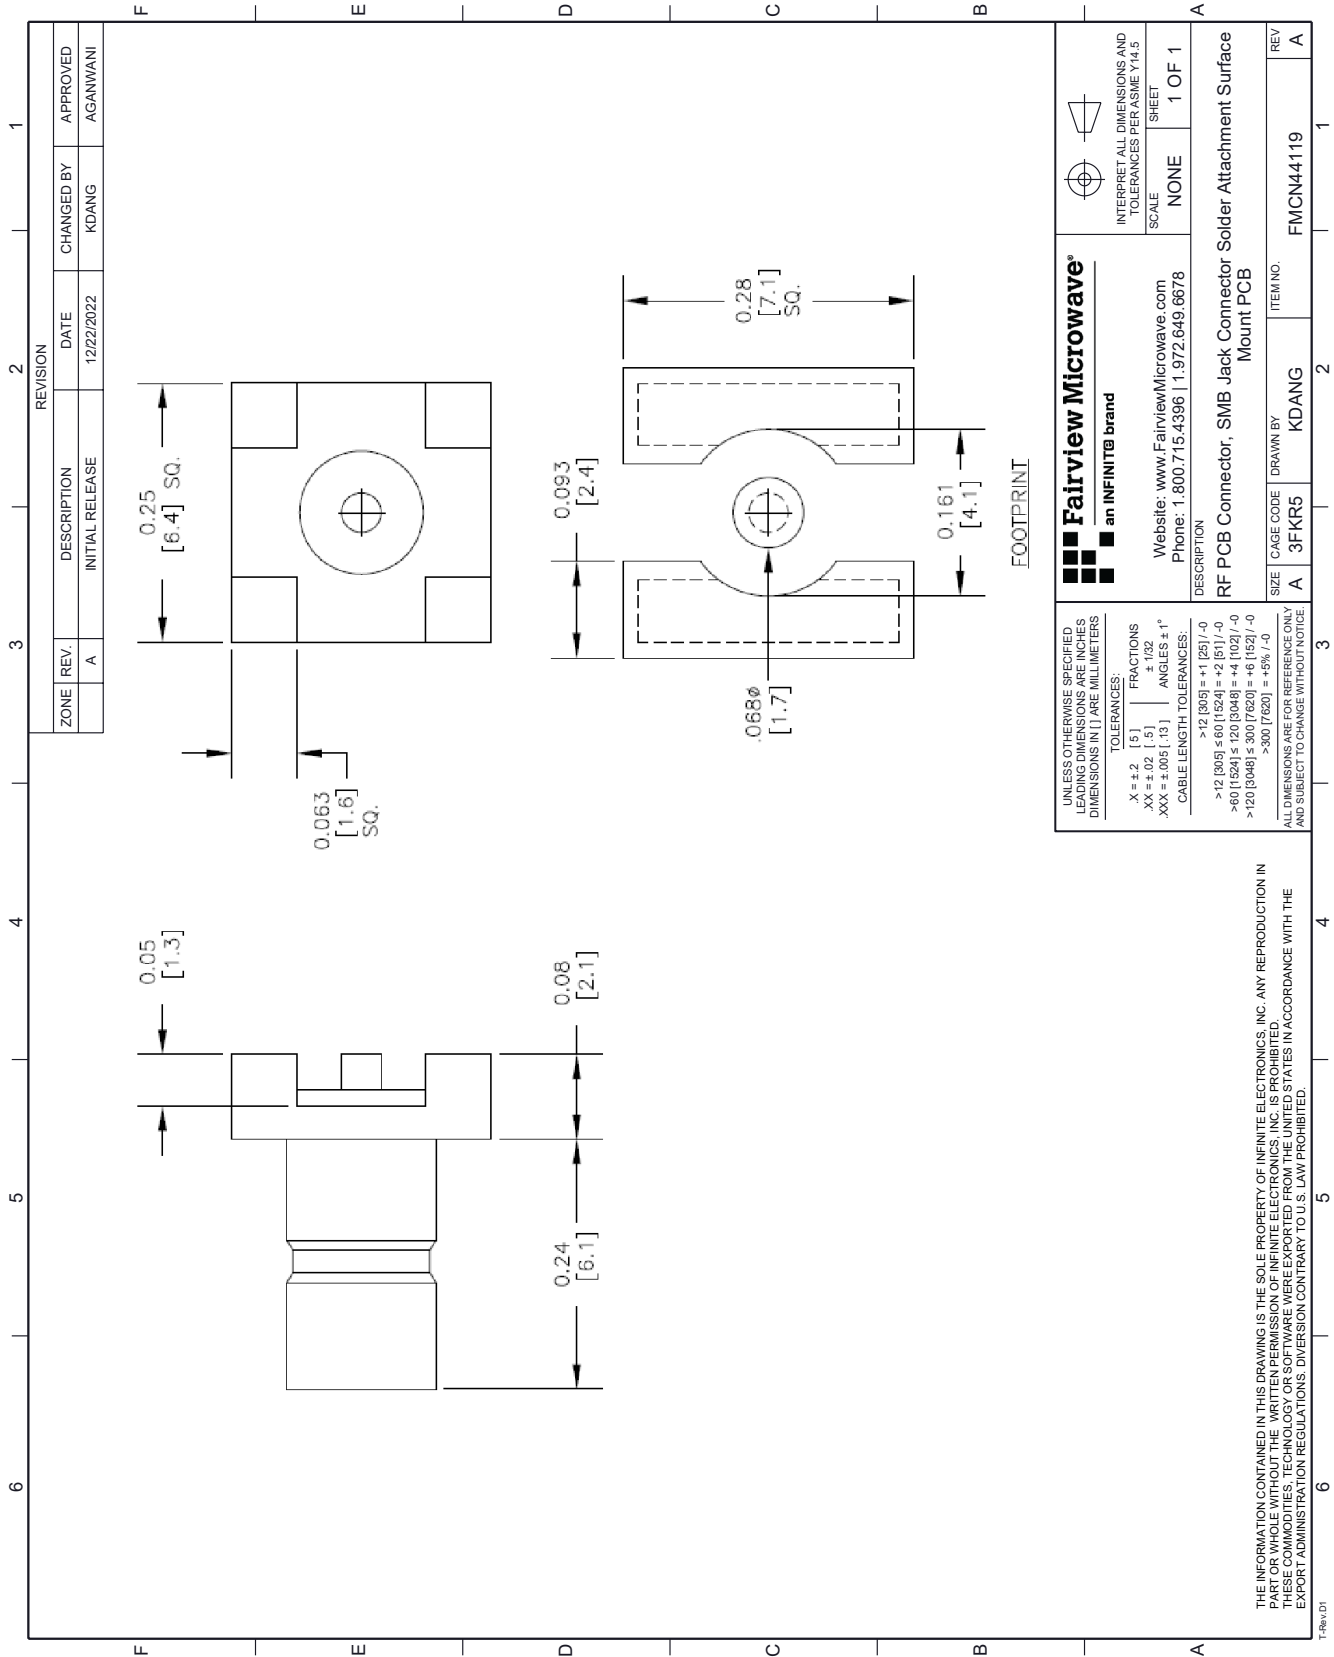 6
5
4
3
2
1
REVISION
ZONE REV. DESCRIPTION DATE CHANGED BY APPROVED
A INITIAL RELEASE 12/22/2022 KDANG AGANWANI
F
E
D
C
B
A
0.05
[1.3]
0.08
[2.1]
0.24
[6.1]
0.25
[6.4] SQ.
0.063
[1.6]
SQ.
0.093
[2.4]
.068ø
[1.7]
0.28
[7.1]
SQ.
0.161
[4.1]
FOOTPRINT
UNLESS OTHERWISE SPECIFIED
LEADING DIMENSIONS ARE INCHES
DIMENSIONS IN [ ] ARE MILLIMETERS
TOLERANCES:
.X = ±.2 [5] FRACTIONS
.XX = ±.02 [.5] ± 1/32
.XXX = ±.005 [.13] ANGLES ± 1°
CABLE LENGTH TOLERANCES:
>12 [305] = +1 [25] / -0
>12 [305] ≤ 60 [1524] = +2 [51] / -0
>60 [1524] ≤ 120 [3048] = +4 [102] / -0
>120 [3048] ≤ 300 [7620] = +6 [152] / -0
>300 [7620] = +5% / -0
ALL DIMENSIONS ARE FOR REFERENCE ONLY
AND SUBJECT TO CHANGE WITHOUT NOTICE.
Fairview Microwave®
an INFINIT@ brand
Website: www.FairviewMicrowave.com
Phone: 1.800.715.4396 | 1.972.649.6678
INTERPRET ALL DIMENSIONS AND
TOLERANCES PER ASME Y14.5
SCALE
NONE
SHEET
1 OF 1
DESCRIPTION
RF PCB Connector, SMB Jack Connector Solder Attachment Surface
Mount PCB
SIZE
A
CAGE CODE
3FKR5
DRAWN BY
KDANG
ITEM NO.
FMCN44119
REV
A
THE INFORMATION CONTAINED IN THIS DRAWING IS THE SOLE PROPERTY OF INFINITE ELECTRONICS, INC. ANY REPRODUCTION IN
PART OR WHOLE WITHOUT THE WRITTEN PERMISSION OF INFINITE ELECTRONICS, INC. IS PROHIBITED.
THESE COMMODITIES, TECHNOLOGY OR SOFTWARE WERE EXPORTED FROM THE UNITED STATES IN ACCORDANCE WITH THE
EXPORT ADMINISTRATION REGULATIONS. DIVERSION CONTRARY TO U.S. LAW PROHIBITED.
F
E
D
C
B
A
6
5
4
3
2
1
T-Rev.D1